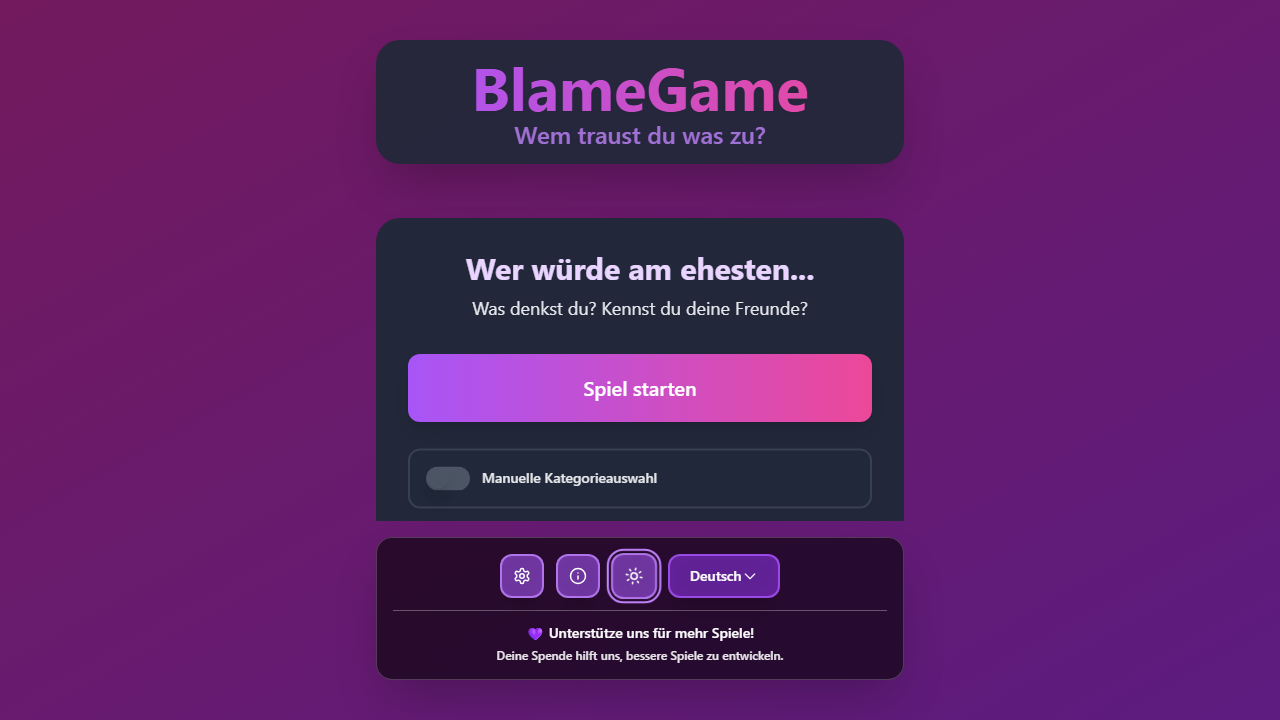 BlameGame
Wem traust du was zu?
Wer würde am ehesten...
Was denkst du? Kennst du deine Freunde?
Spiel starten
Manuelle Kategorieauswahl
Deutsch
💜 Unterstütze uns für mehr Spiele!
Deine Spende hilft uns, bessere Spiele zu entwickeln.